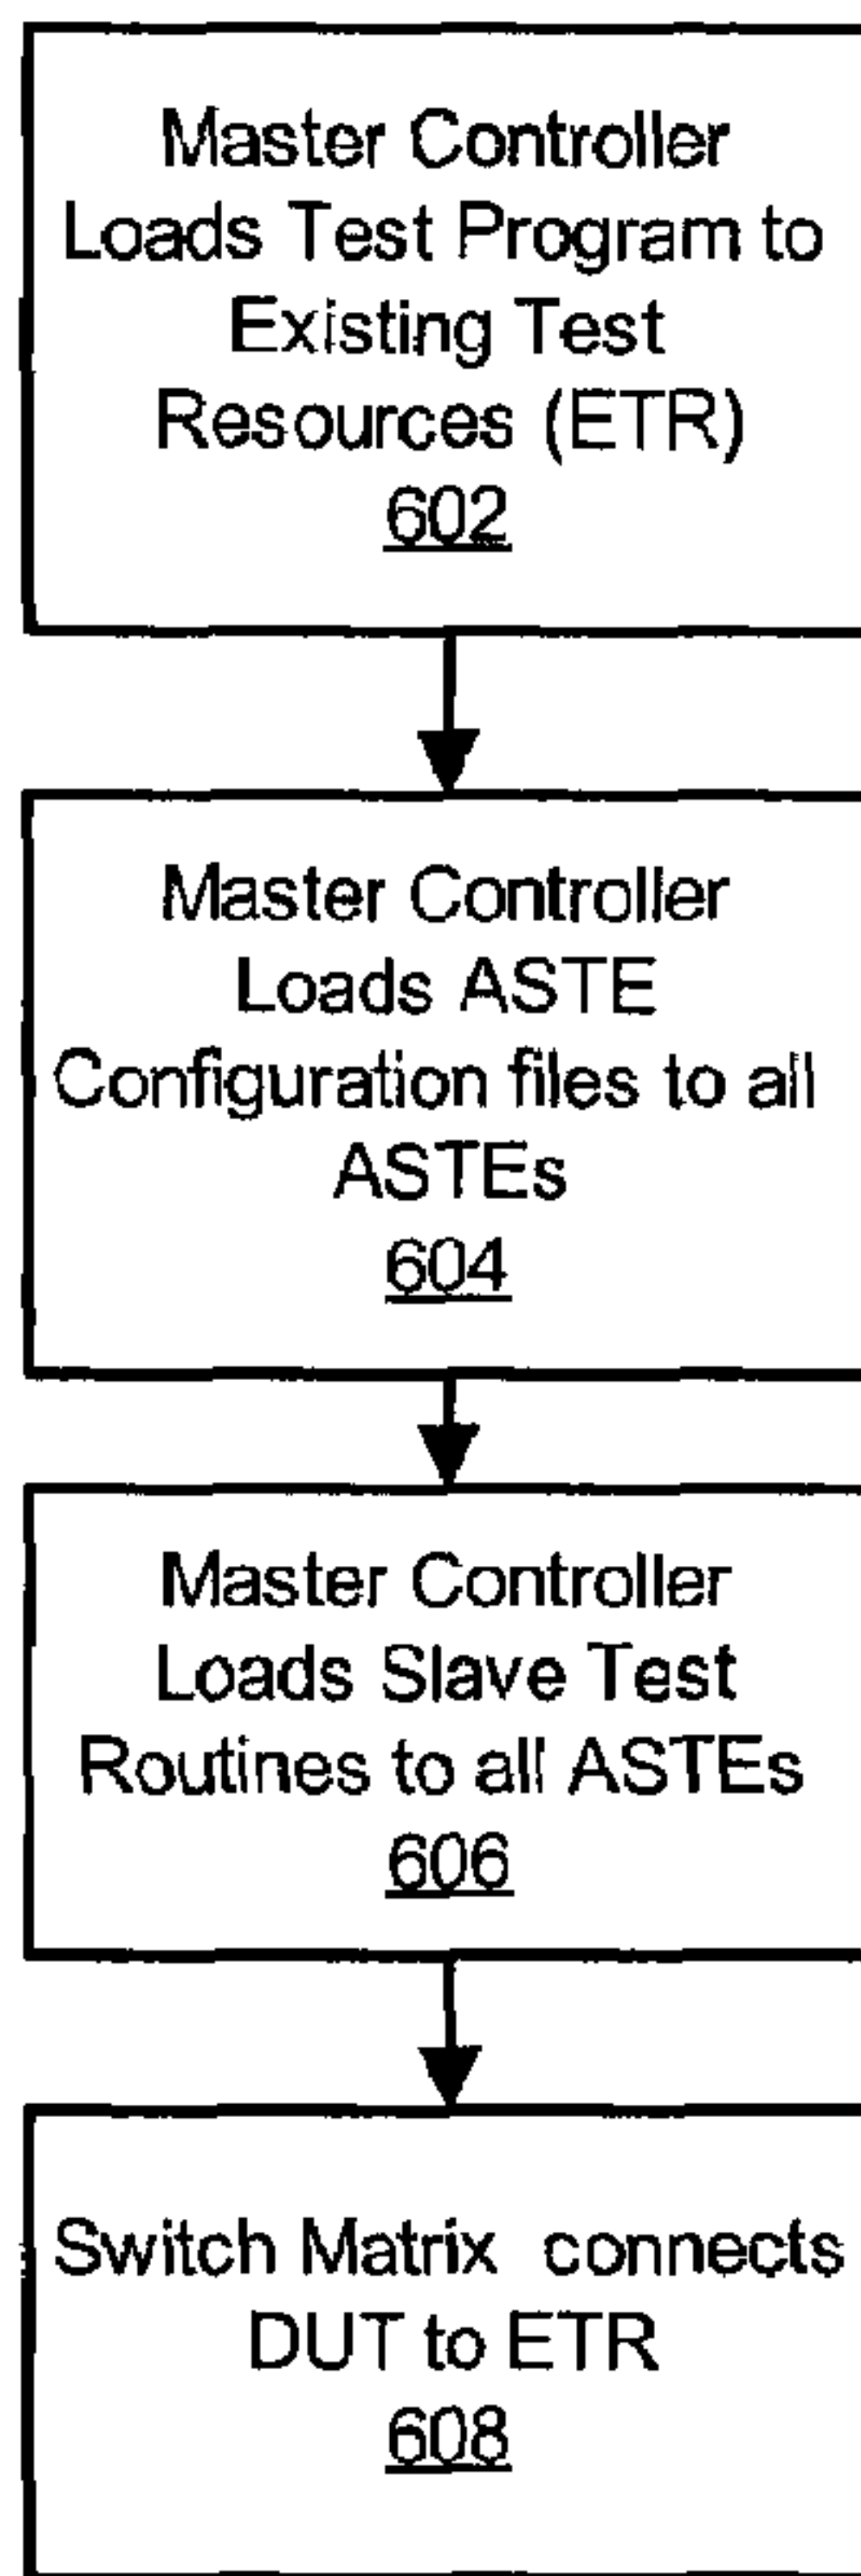 Master Controller
Loads Test Program to
Existing Test
Resources (ETR)
602
Master Controller
Loads ASTE
Configuration files to all
ASTEs
604
Master Controller
Loads Slave Test
Routines to all ASTEs
606
Switch Matrix connects
DUT to ETR
608